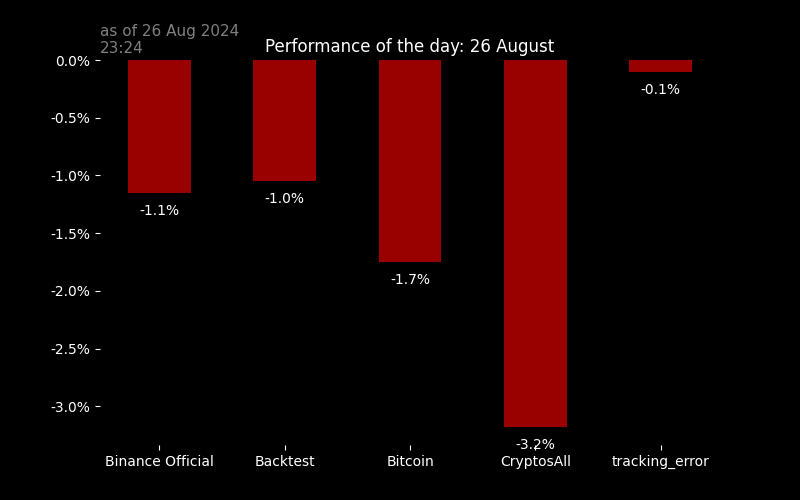 as of 26 Aug 2024
23:24
Performance of the day: 26 August
0.0%
-0.5%
-1.0%
-1.5%
-2.0%
-2.5%
-3.0%
-1.1%
-1.0%
-1.7%
-3.2%
-0.1%
Binance Official
Backtest
Bitcoin
CryptosAll
tracking_error